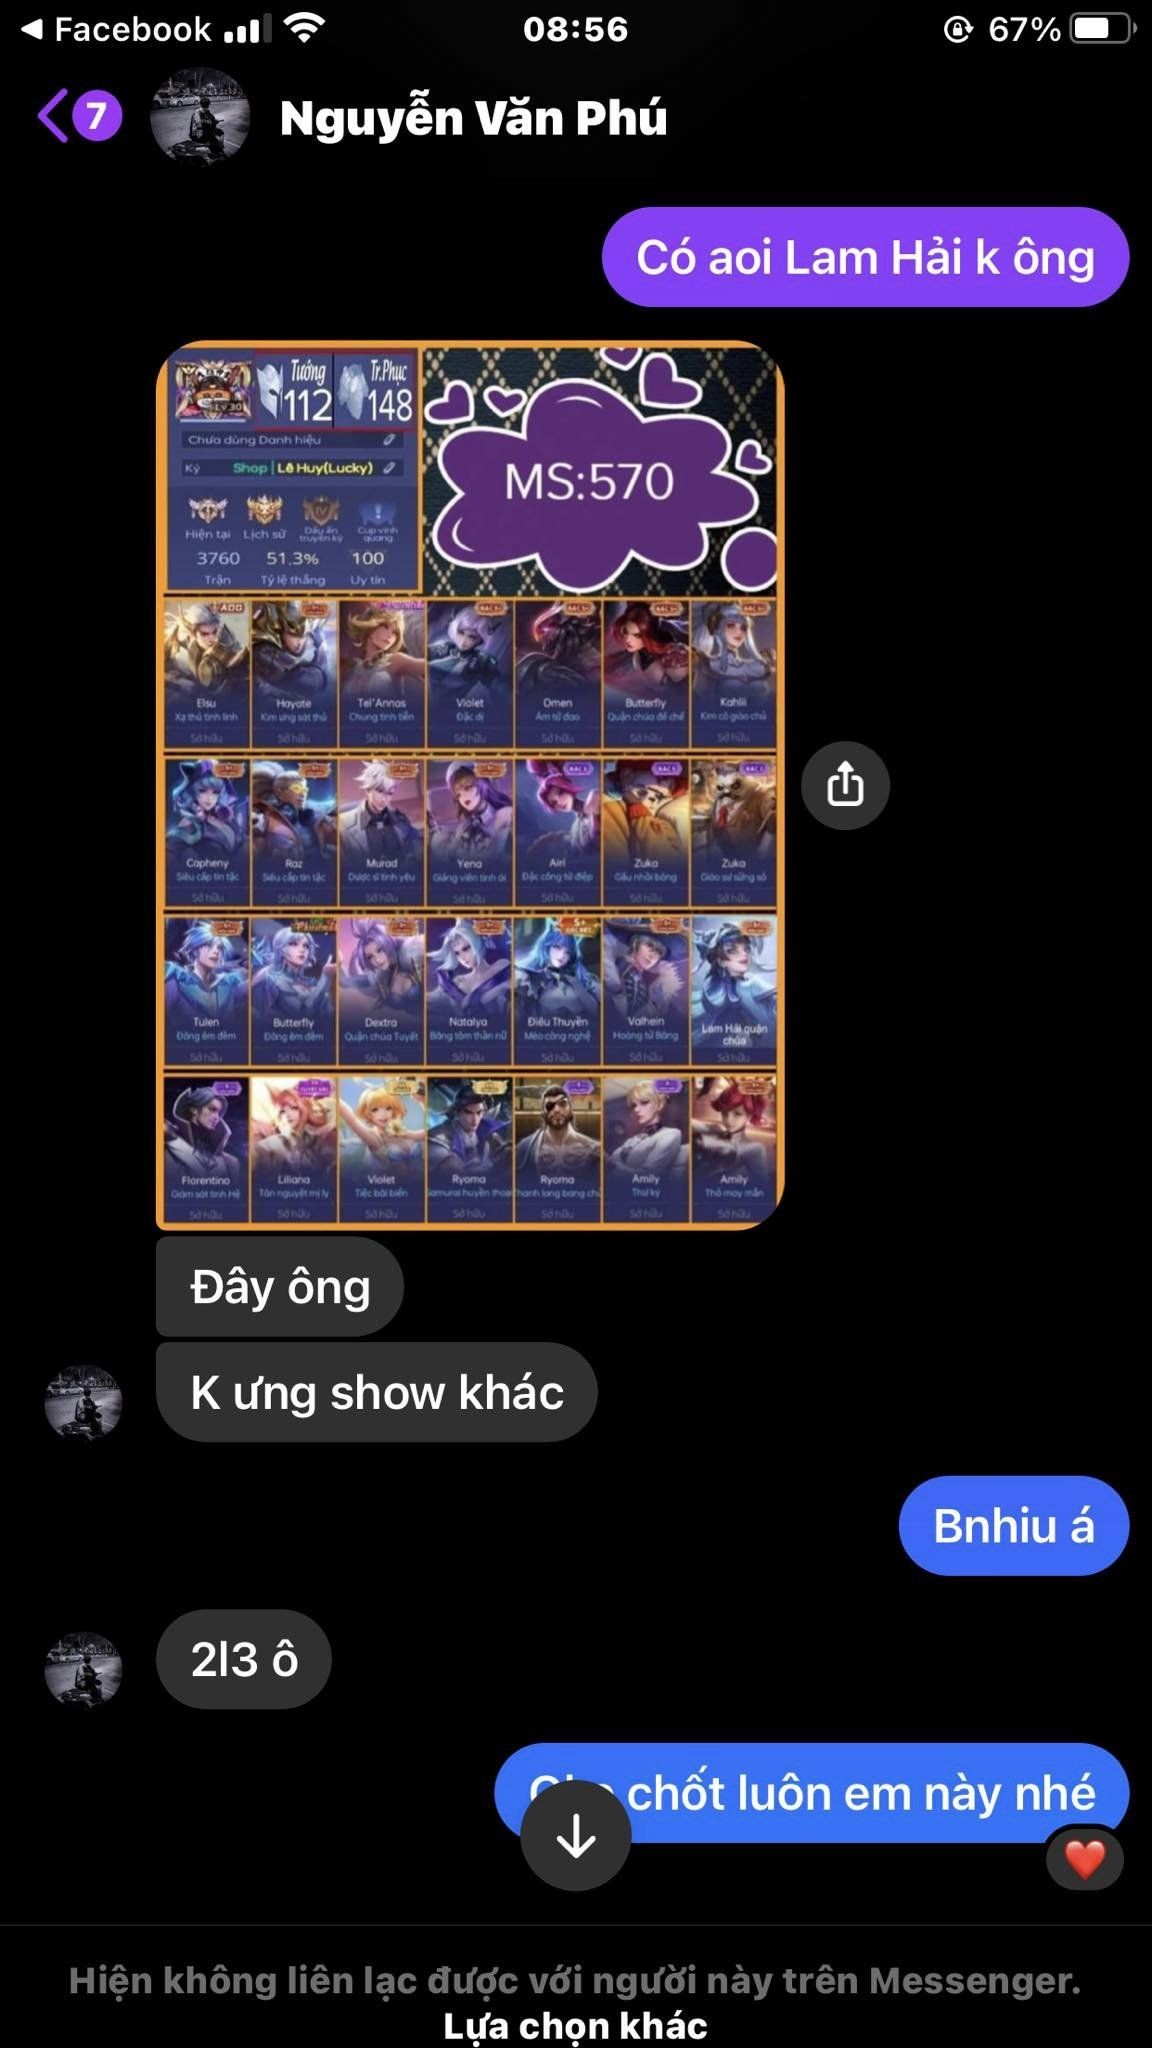 Facebook
08:56
67%
7
Nguyễn Văn Phú
Có aoi Lam Hải k ông
Tướng
112
Tr.Phục
148
Lv.30
Chưa dùng Danh hiệu
Ký
Shop | Lê Huy(Lucky)
MS:570
Hiện tại Lịch sử Dấu ấn truyền kỳ Cup vinh quang
3760 51.3% 100
Trận Tỷ lệ thắng Uy tín
AOG
Elsu Hayate Tel'Annas Violet Omen Butterfly Kahlii
Xạ thủ tinh linh Kim ưng sát thủ Chung tình tiễn Đặc dị Ám tử đao Quận chúa đế chế Kim cô giáo chủ
Sở hữu Sở hữu Sở hữu Sở hữu Sở hữu Sở hữu Sở hữu
Capheny Raz Murad Yena Airi Zuka Zuka
Siêu cấp tin tặc Siêu cấp tin tặc Dược sĩ tình yêu Giảng viên tình ái Đặc công tử điệp Gấu nhồi bông Giáo sư sừng sỏ
Sở hữu Sở hữu Sở hữu Sở hữu Sở hữu Sở hữu Sở hữu
Tulen Butterfly Dextra Natalya Điêu Thuyền Valhein Lam Hải quận chúa
Đông êm đềm Đông êm đềm Quận chúa Tuyết Băng tâm thần nữ Mèo công nghệ Hoàng tử Băng
Sở hữu Sở hữu Sở hữu Sở hữu Sở hữu Sở hữu Sở hữu
Florentino Liliana Violet Ryoma Ryoma Amily Amily
Giám sát tinh Hệ Tân nguyệt mị ly Tiệc bãi biển Samurai huyền thoại Thanh long bang chủ Thư ký Thỏ may mắn
Sở hữu Sở hữu Sở hữu Sở hữu Sở hữu Sở hữu Sở hữu
Đây ông
K ưng show khác
Bnhiu á
2l3 ô
chốt luôn em này nhé
Hiện không liên lạc được với người này trên Messenger.
Lựa chọn khác